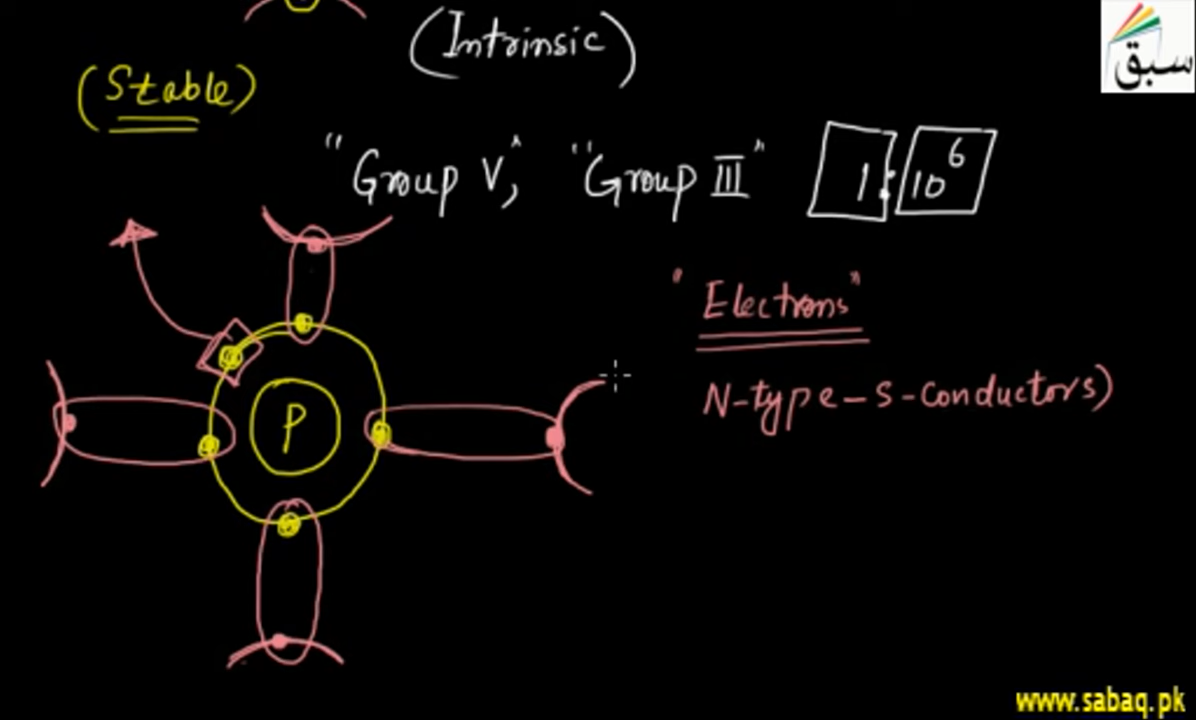 (Intrinsic)
سبق
(Stable)
"Group V," "Group III" 1:10⁶
"Electrons"
N-type-S-Conductors)
P
www.sabaq.pk